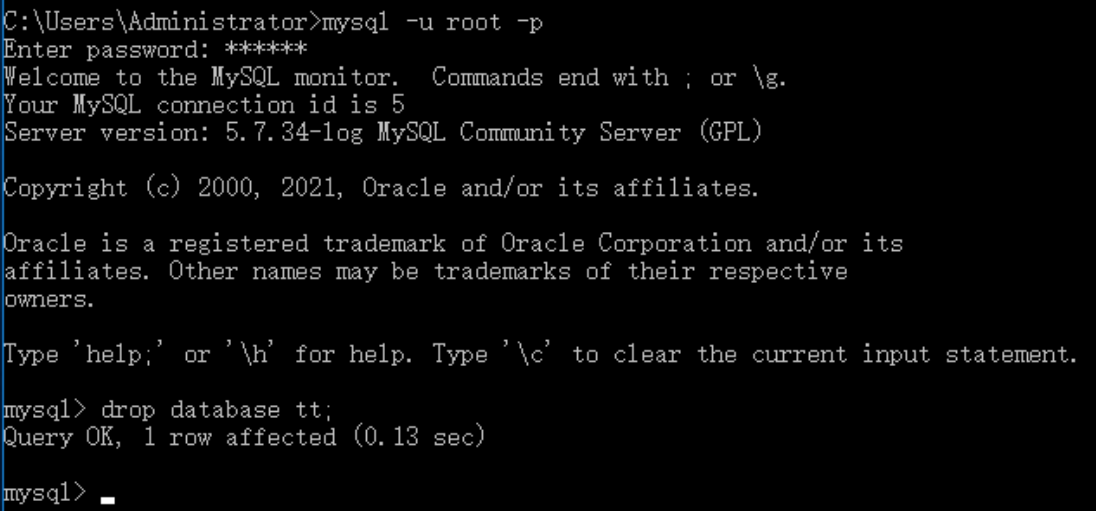 C:\Users\Administrator>mysql -u root -p
Enter password: ******
Welcome to the MySQL monitor.  Commands end with ; or \g.
Your MySQL connection id is 5
Server version: 5.7.34-log MySQL Community Server (GPL)
Copyright (c) 2000, 2021, Oracle and/or its affiliates.
Oracle is a registered trademark of Oracle Corporation and/or its
affiliates. Other names may be trademarks of their respective
owners.
Type 'help;' or '\h' for help. Type '\c' to clear the current input statement.
mysql> drop database tt;
Query OK, 1 row affected (0.13 sec)
mysql>